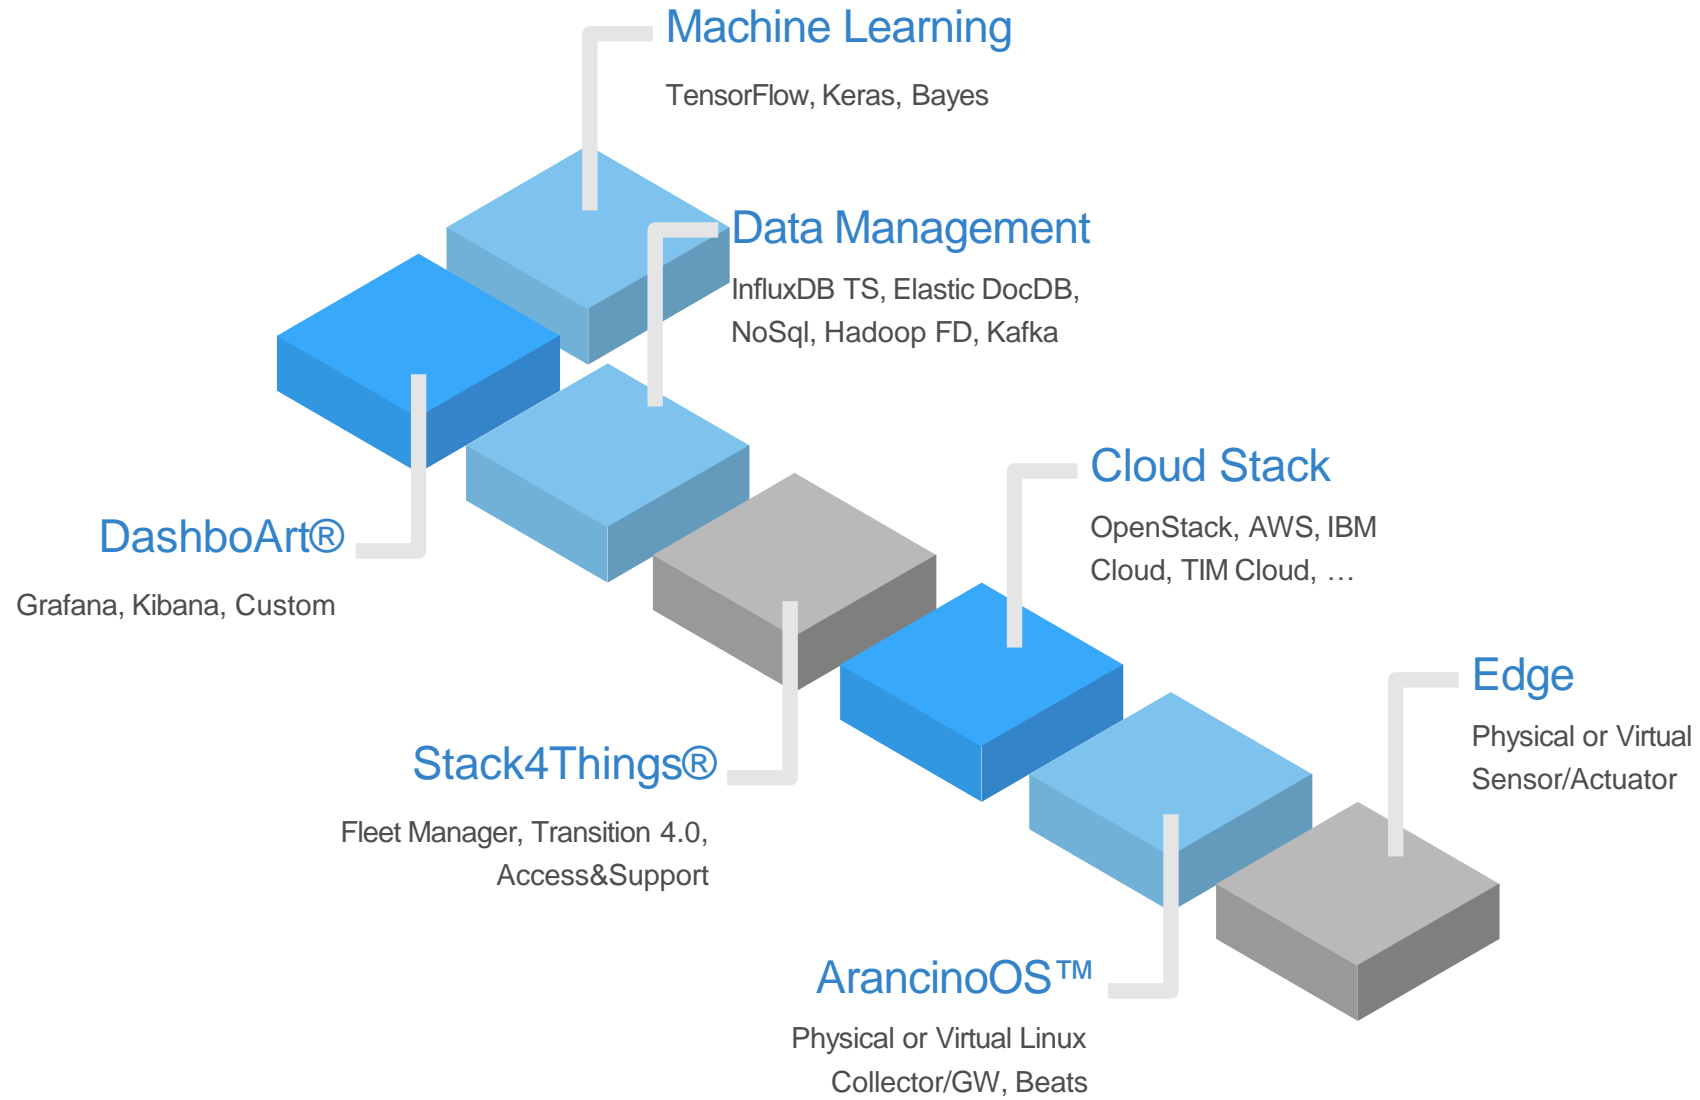 Machine Learning
TensorFlow, Keras, Bayes
Data Management
InfluxDB TS, Elastic DocDB,
NoSql, Hadoop FD, Kafka
DashboArt®
Grafana, Kibana, Custom
Cloud Stack
OpenStack, AWS, IBM
Cloud, TIM Cloud, …
Stack4Things®
Fleet Manager, Transition 4.0,
Access&Support
Edge
Physical or Virtual
Sensor/Actuator
ArancinoOS™
Physical or Virtual Linux
Collector/GW, Beats